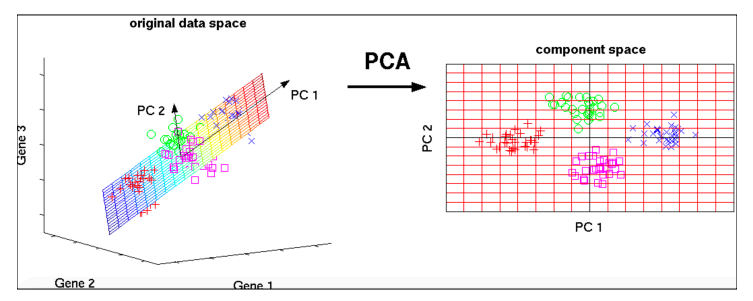 original data space
PCA
component space
PC 1
PC 2
Gene 3
PC 2
PC 1
Gene 2
Gene 1